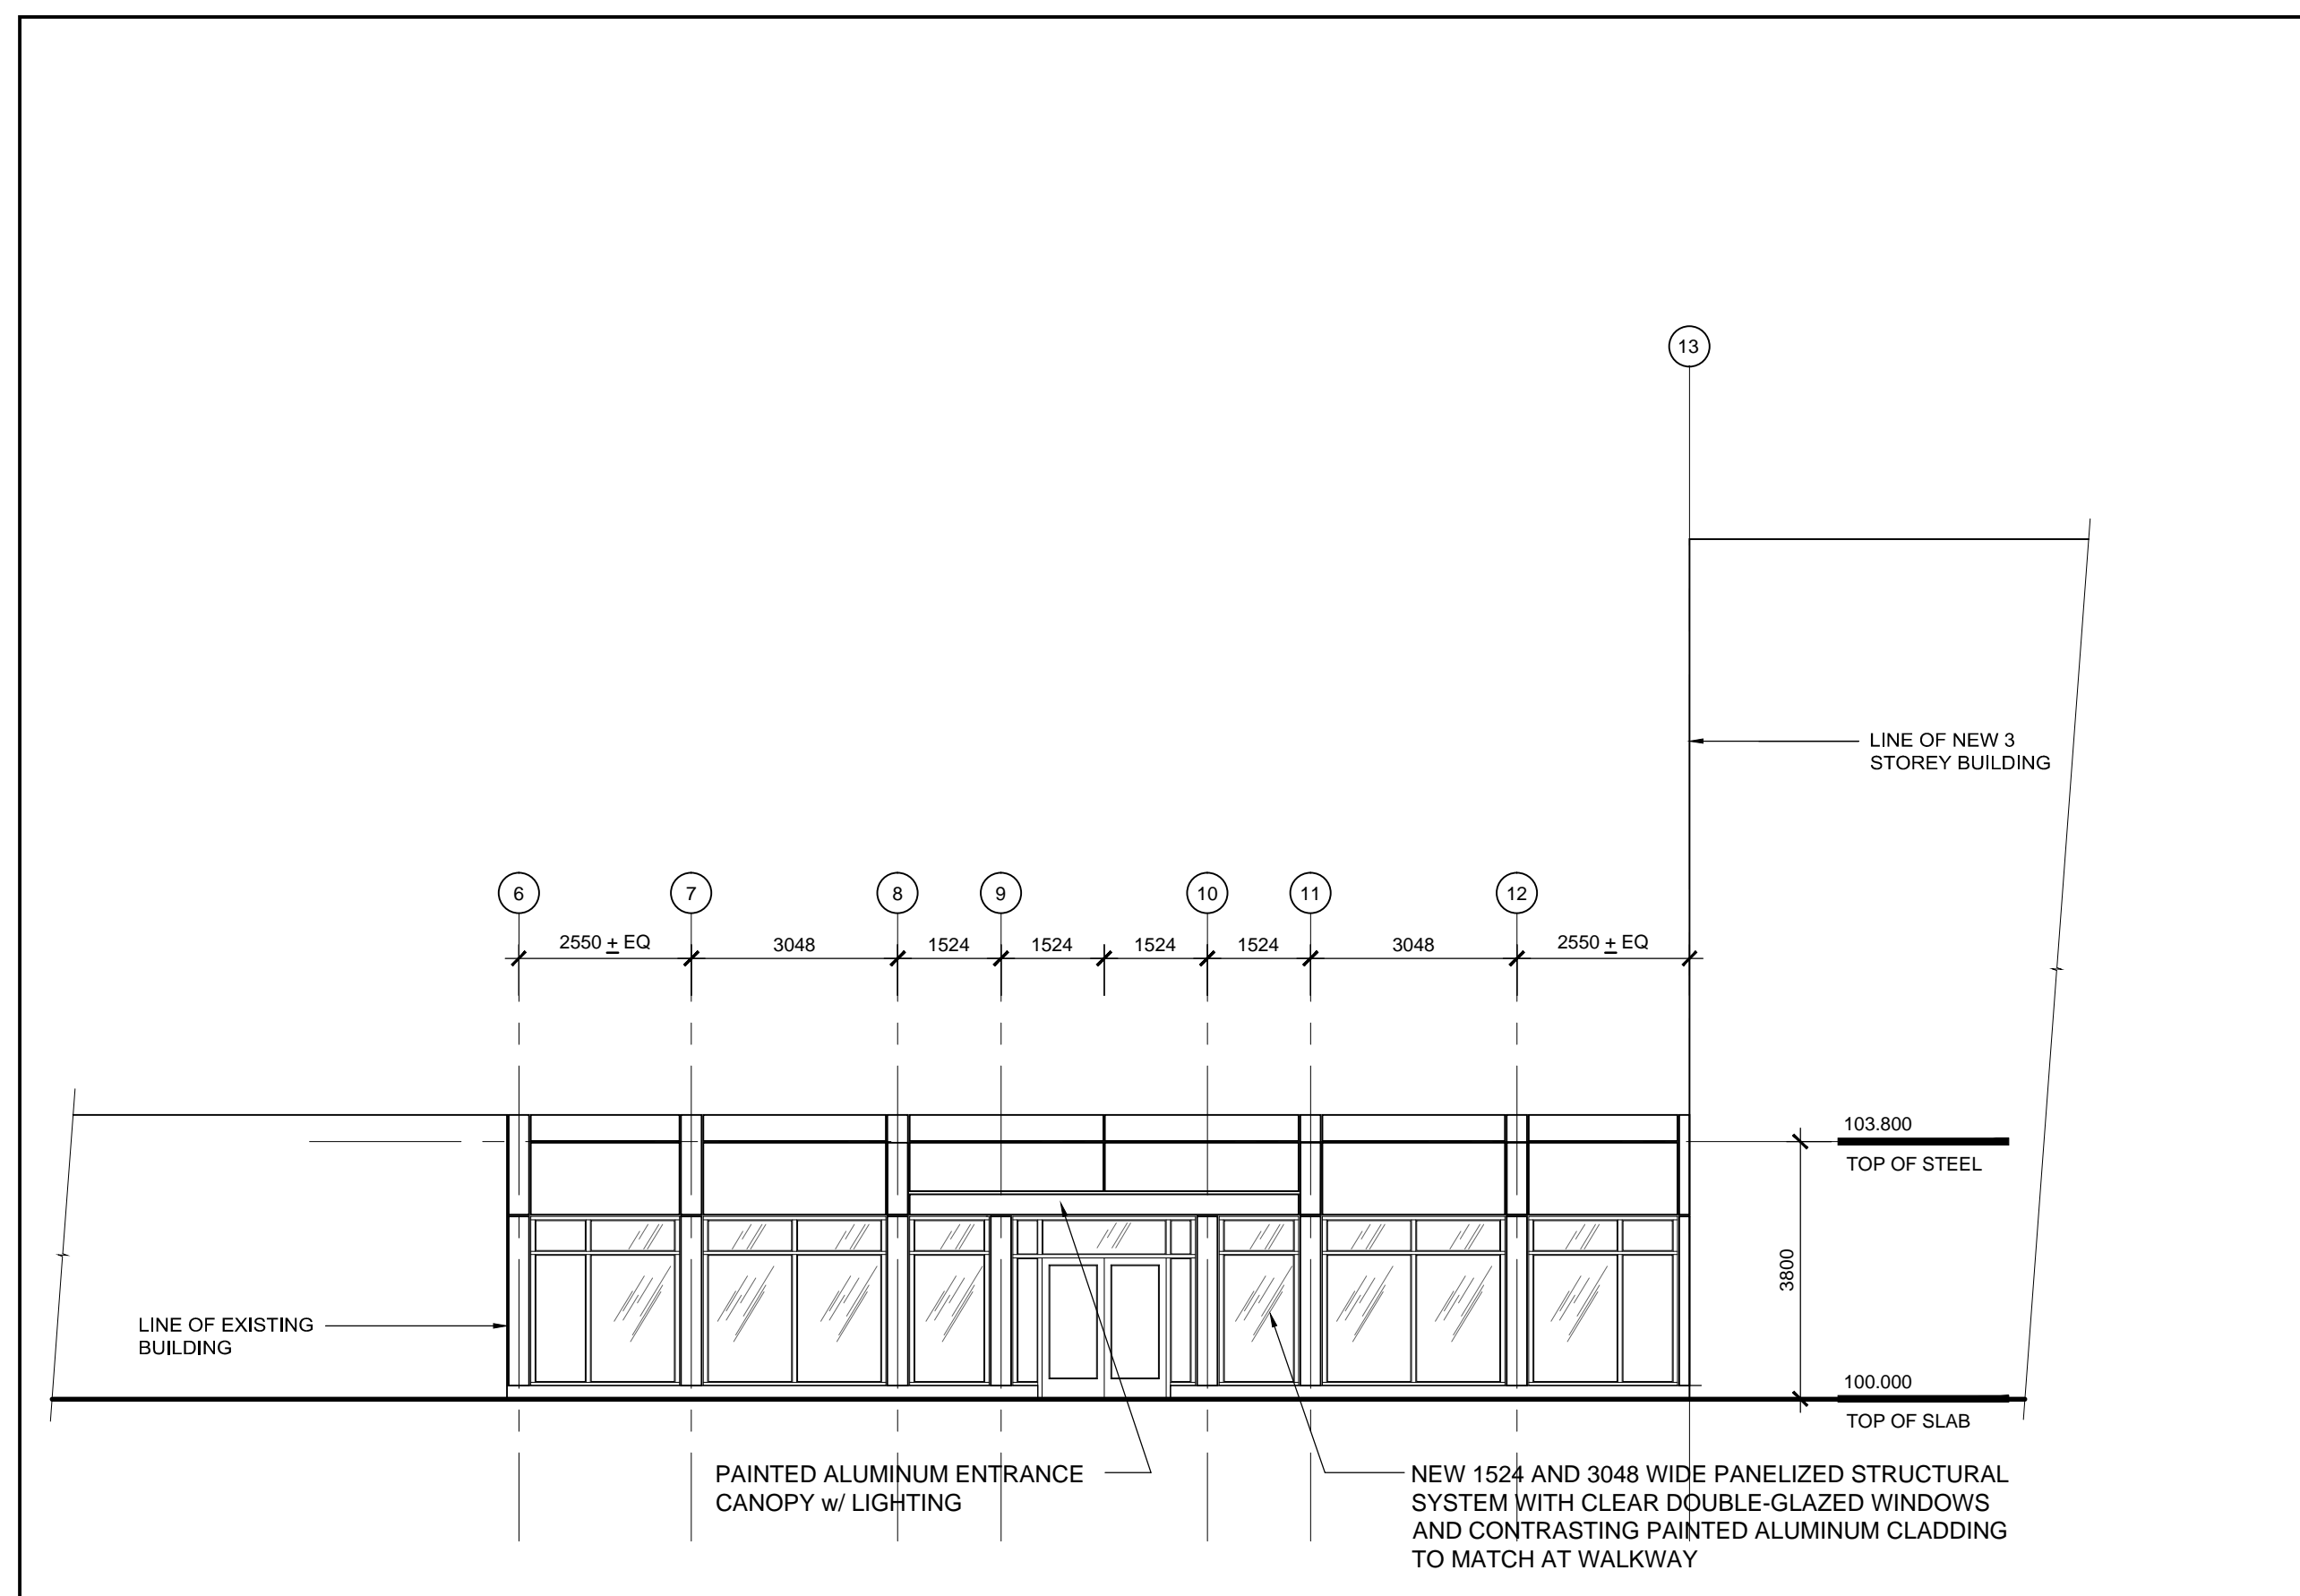 13
LINE OF NEW 3
STOREY BUILDING
6 7 8 9 10 11 12
2550 ± EQ 3048 1524 1524 1524 1524 3048 2550 ± EQ
103.800
TOP OF STEEL
3800
LINE OF EXISTING
BUILDING
100.000
TOP OF SLAB
PAINTED ALUMINUM ENTRANCE
CANOPY w/ LIGHTING
NEW 1524 AND 3048 WIDE PANELIZED STRUCTURAL
SYSTEM WITH CLEAR DOUBLE-GLAZED WINDOWS
AND CONTRASTING PAINTED ALUMINUM CLADDING
TO MATCH AT WALKWAY